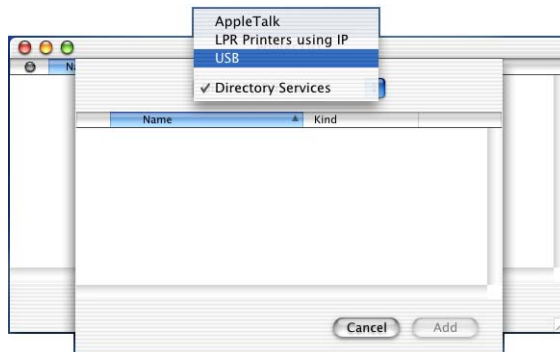 AppleTalk
LPR Printers using IP
USB
✓ Directory Services
Name Kind
Cancel Add